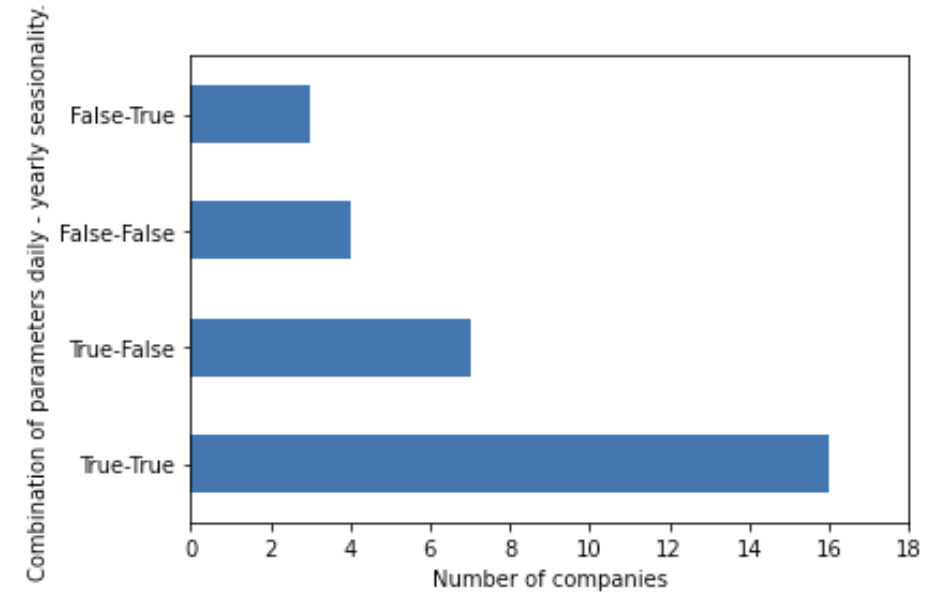 Combination of parameters daily - yearly seasionality.
False-True
False-False
True-False
True-True
0 2 4 6 8 10 12 14 16 18
Number of companies